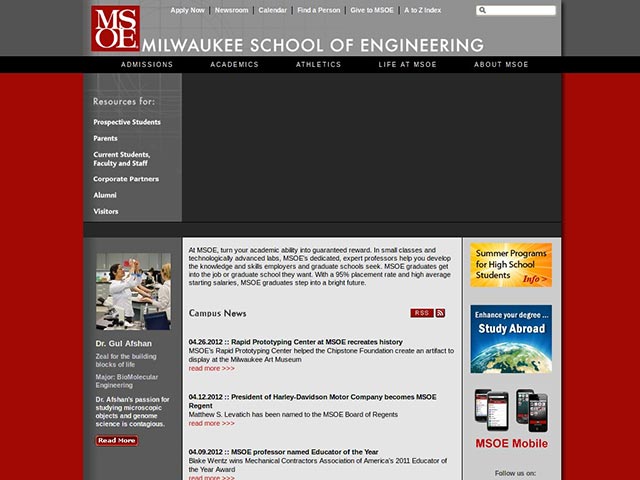 Apply Now | Newsroom | Calendar | Find a Person | Give to MSOE | A to Z Index
MS
OE
MILWAUKEE SCHOOL OF ENGINEERING
ADMISSIONS ACADEMICS ATHLETICS LIFE AT MSOE ABOUT MSOE
Resources for:
Prospective Students
Parents
Current Students,
Faculty and Staff
Corporate Partners
Alumni
Visitors
Dr. Gul Afshan
Zeal for the building
blocks of life
Major: BioMolecular
Engineering
Dr. Afshan's passion for
studying microscopic
objects and genome
science is contagious.
Read More
At MSOE, turn your academic ability into guaranteed reward. In small classes and
technologically advanced labs, MSOE's dedicated, expert professors help you develop
the knowledge and skills employers and graduate schools seek. MSOE graduates get
into the job or graduate school they want. With a 95% placement rate and high average
starting salaries, MSOE graduates step into a bright future.
Campus News
RSS
04.26.2012 :: Rapid Prototyping Center at MSOE recreates history
MSOE's Rapid Prototyping Center helped the Chipstone Foundation create an artifact to
display at the Milwaukee Art Museum
read more >>>
04.12.2012 :: President of Harley-Davidson Motor Company becomes MSOE
Regent
Matthew S. Levatich has been named to the MSOE Board of Regents
read more >>>
04.09.2012 :: MSOE professor named Educator of the Year
Blake Wentz wins Mechanical Contractors Association of America's 2011 Educator of
the Year Award
read more >>>
Summer Programs
for High School
Students
Info >
Enhance your degree ...
Study Abroad
MSOE Mobile
Follow us on: